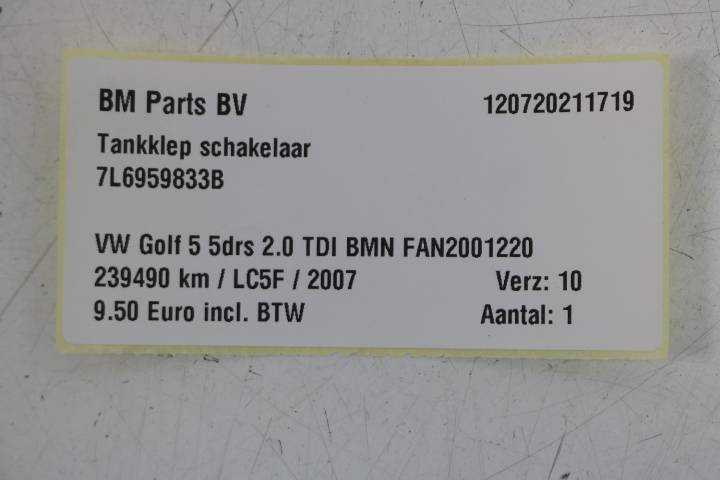 BM Parts BV 120720211719
Tankklep schakelaar
7L6959833B
VW Golf 5 5drs 2.0 TDI BMN FAN2001220
239490 km / LC5F / 2007 Verz: 10
9.50 Euro incl. BTW Aantal: 1